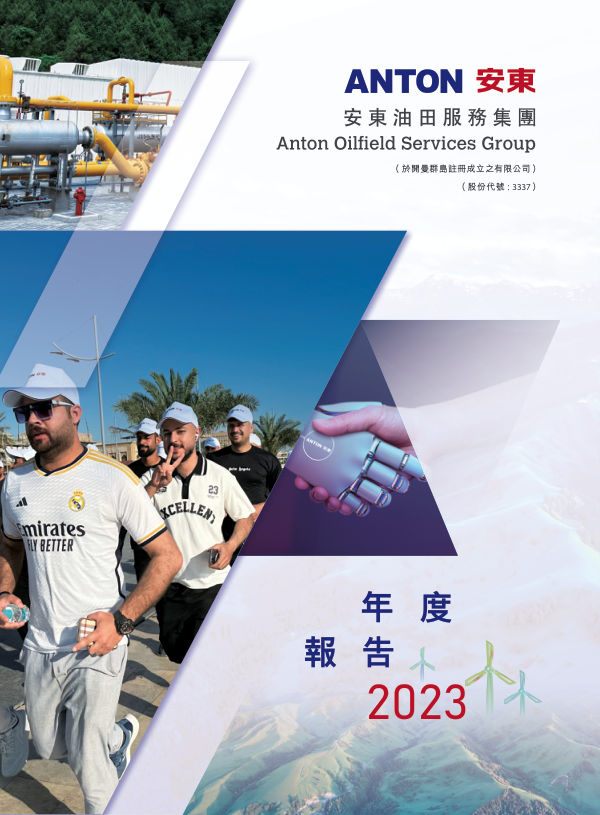 ANTON 安東
安東油田服務集團
Anton Oilfield Services Group
(於開曼群島註冊成立之有限公司)
(股份代號 : 3337)
ANTON 安東
Emirates
FLY BETTER
23
EXCELLENT
年度
報告
2023